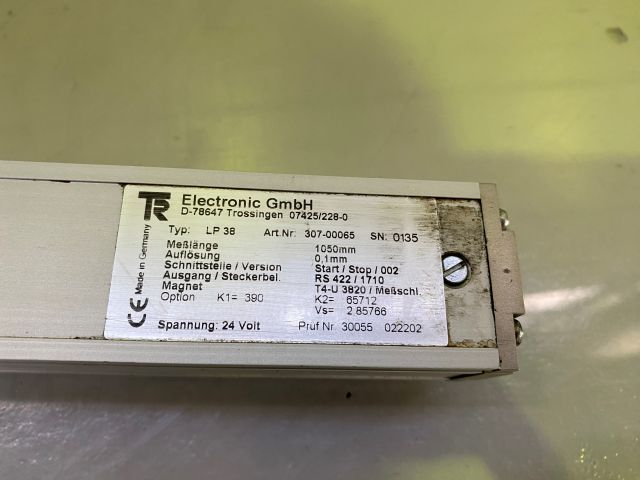 TR Electronic GmbH
D-78647 Trossingen 07425/228-0
Typ: LP 38 Art.Nr: 307-00065 SN: 0135
Meßlänge 1050mm
Auflösung 0,1mm
Schnittstelle / Version Start / Stop / 002
Ausgang / Steckerbel. RS 422 / 1710
Magnet T4-U 3820 / Meßschl.
Option K1= 390 K2= 65712
Vs= 2.85766
Spannung: 24 Volt Prüf Nr 30055 022202
CE Made in Germany